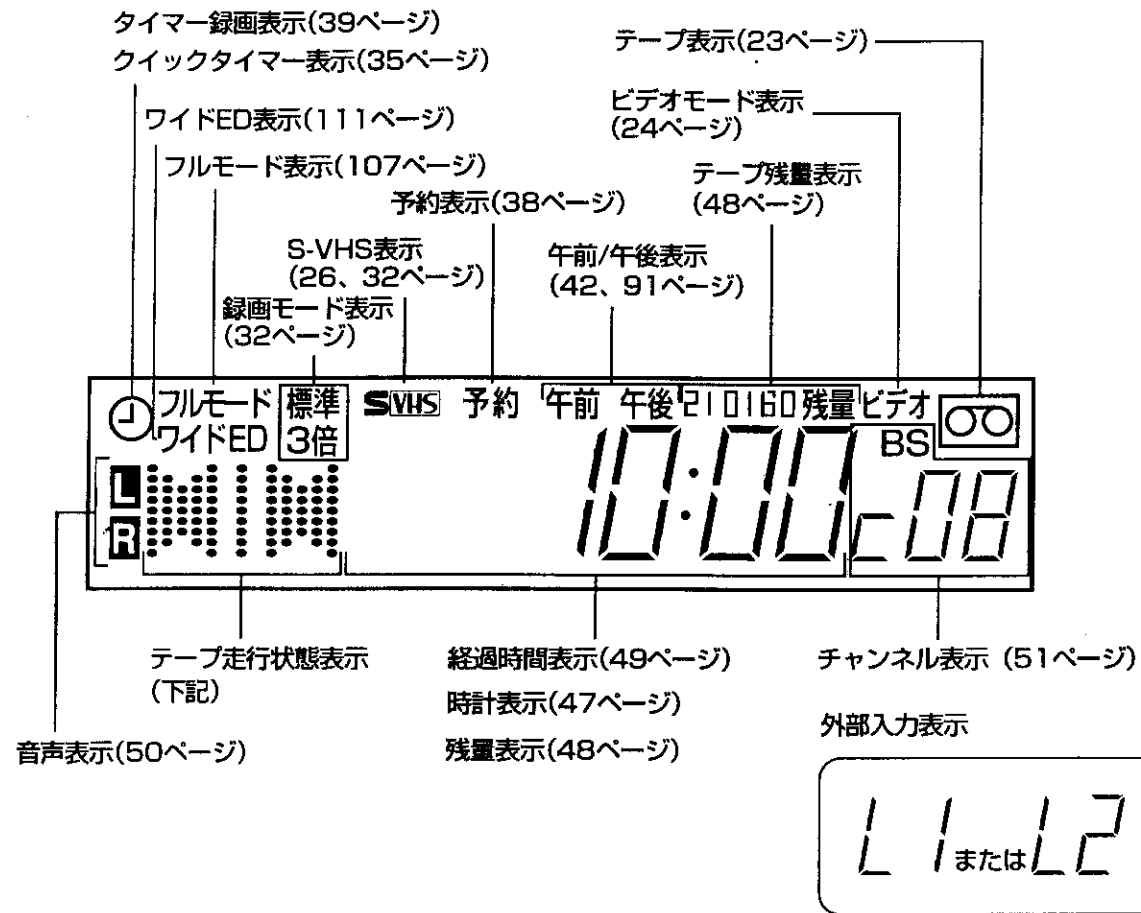 タイマー録画表示(39ページ)
クイックタイマー表示(35ページ)
ワイドED表示(111ページ)
フルモード表示(107ページ)
予約表示(38ページ)
S-VHS表示
(26、32ページ)
録画モード表示
(32ページ)
テープ表示(23ページ)
ビデオモード表示
(24ページ)
テープ残量表示
(48ページ)
午前/午後表示
(42、91ページ)
フルモード 標準 S VHS 予約 午前 午後 210160 残量 ビデオ
ワイドED 3倍 BS
L
R
10:00 c08
テープ走行状態表示
(下記)
音声表示(50ページ)
経過時間表示(49ページ)
時計表示(47ページ)
残量表示(48ページ)
チャンネル表示 (51ページ)
外部入力表示
L1 または L2